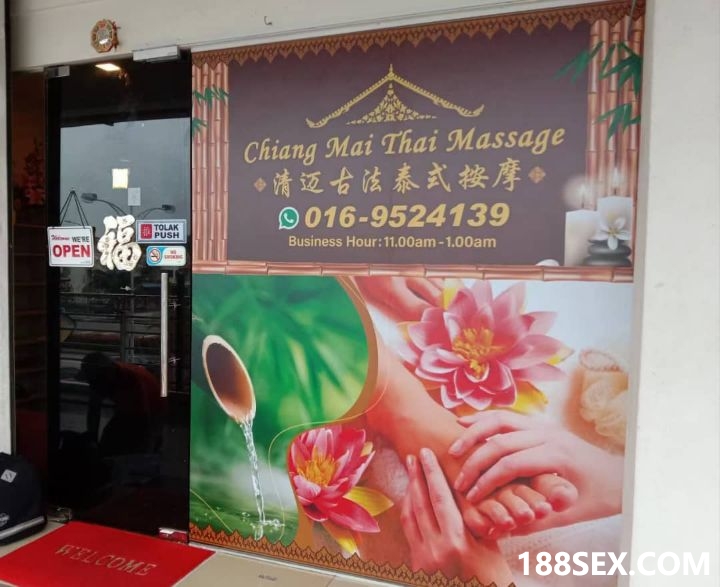 Chiang Mai Thai Massage
清迈古法泰式按摩
016-9524139
Business Hour: 11.00am - 1.00am
Welcome WE'RE
OPEN
福
TOLAK
PUSH
NO
SMOKING
WELCOME
188SEX.COM